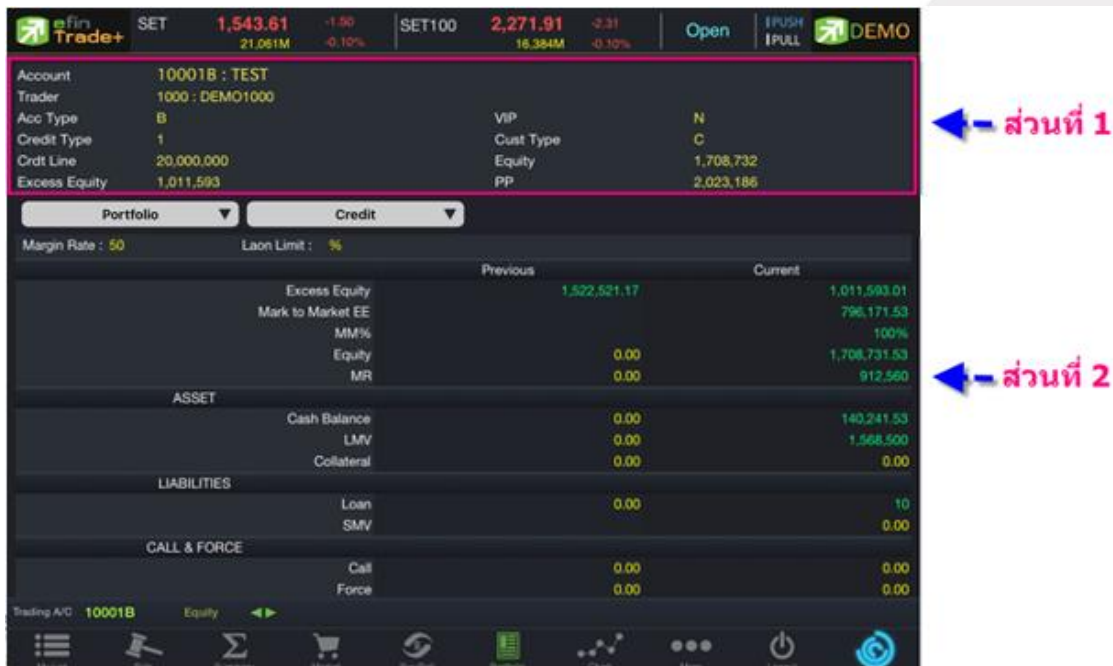 efin Trade+ SET 1,543.61 -1.50 SET100 2,271.91 -2.31 Open IPUSH DEMO
21,061M -0.10% 16,384M -0.10% IPULL
Account 10001B : TEST
Trader 1000 : DEMO1000
Acc Type B VIP N
ส่วนที่ 1
Credit Type 1 Cust Type C
Crdt Line 20,000,000 Equity 1,708,732
Excess Equity 1,011,593 PP 2,023,186
Portfolio ▼ Credit ▼
Margin Rate : 50 Laon Limit : %
Previous Current
Excess Equity 1,522,521.17 1,011,593.01
Mark to Market EE 796,171.53
MM% 100%
Equity 0.00 1,708,731.53
MR 0.00 912,560
ส่วนที่ 2
ASSET
Cash Balance 0.00 140,241.53
LMV 0.00 1,568,500
Collateral 0.00 0.00
LIABILITIES
Loan 0.00 10
SMV 0.00
CALL & FORCE
Call 0.00 0.00
Force 0.00 0.00
Trading A/C 10001B Equity